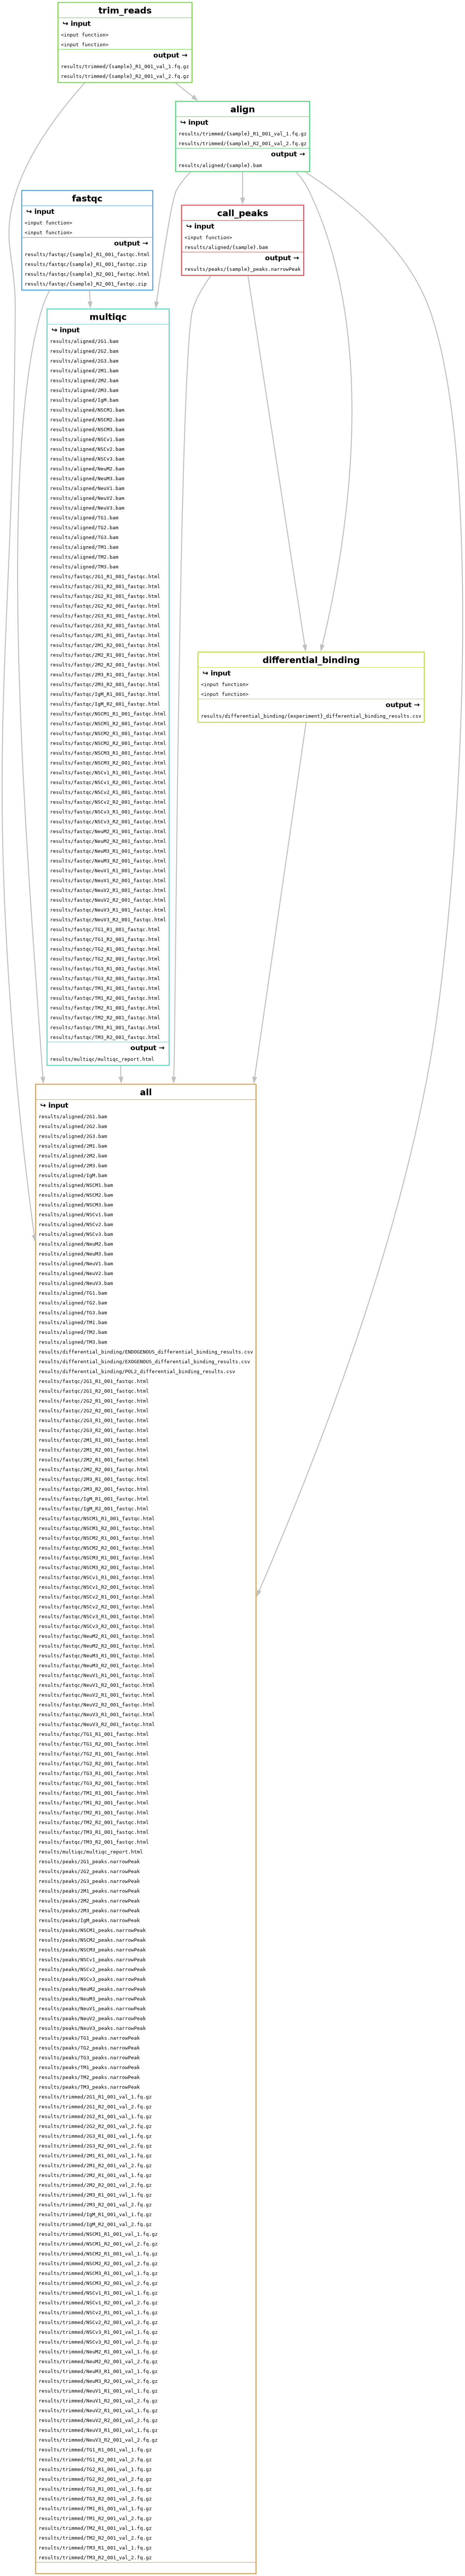 trim_reads
↪ input
<input function>
<input function>
output →
results/trimmed/{sample}_R1_001_val_1.fq.gz
results/trimmed/{sample}_R2_001_val_2.fq.gz
align
↪ input
results/trimmed/{sample}_R1_001_val_1.fq.gz
results/trimmed/{sample}_R2_001_val_2.fq.gz
output →
results/aligned/{sample}.bam
fastqc
↪ input
<input function>
<input function>
output →
results/fastqc/{sample}_R1_001_fastqc.html
results/fastqc/{sample}_R1_001_fastqc.zip
results/fastqc/{sample}_R2_001_fastqc.html
results/fastqc/{sample}_R2_001_fastqc.zip
call_peaks
↪ input
<input function>
results/aligned/{sample}.bam
output →
results/peaks/{sample}_peaks.narrowPeak
multiqc
↪ input
results/aligned/2G1.bam
results/aligned/2G2.bam
results/aligned/2G3.bam
results/aligned/2M1.bam
results/aligned/2M2.bam
results/aligned/2M3.bam
results/aligned/IgM.bam
results/aligned/NSCM1.bam
results/aligned/NSCM2.bam
results/aligned/NSCM3.bam
results/aligned/NSCv1.bam
results/aligned/NSCv2.bam
results/aligned/NSCv3.bam
results/aligned/NeuM2.bam
results/aligned/NeuM3.bam
results/aligned/NeuV1.bam
results/aligned/NeuV2.bam
results/aligned/NeuV3.bam
results/aligned/TG1.bam
results/aligned/TG2.bam
results/aligned/TG3.bam
results/aligned/TM1.bam
results/aligned/TM2.bam
results/aligned/TM3.bam
results/fastqc/2G1_R1_001_fastqc.html
results/fastqc/2G1_R2_001_fastqc.html
results/fastqc/2G2_R1_001_fastqc.html
results/fastqc/2G2_R2_001_fastqc.html
results/fastqc/2G3_R1_001_fastqc.html
results/fastqc/2G3_R2_001_fastqc.html
results/fastqc/2M1_R1_001_fastqc.html
results/fastqc/2M1_R2_001_fastqc.html
results/fastqc/2M2_R1_001_fastqc.html
results/fastqc/2M2_R2_001_fastqc.html
results/fastqc/2M3_R1_001_fastqc.html
results/fastqc/2M3_R2_001_fastqc.html
results/fastqc/IgM_R1_001_fastqc.html
results/fastqc/IgM_R2_001_fastqc.html
results/fastqc/NSCM1_R1_001_fastqc.html
results/fastqc/NSCM1_R2_001_fastqc.html
results/fastqc/NSCM2_R1_001_fastqc.html
results/fastqc/NSCM2_R2_001_fastqc.html
results/fastqc/NSCM3_R1_001_fastqc.html
results/fastqc/NSCM3_R2_001_fastqc.html
results/fastqc/NSCv1_R1_001_fastqc.html
results/fastqc/NSCv1_R2_001_fastqc.html
results/fastqc/NSCv2_R1_001_fastqc.html
results/fastqc/NSCv2_R2_001_fastqc.html
results/fastqc/NSCv3_R1_001_fastqc.html
results/fastqc/NSCv3_R2_001_fastqc.html
results/fastqc/NeuM2_R1_001_fastqc.html
results/fastqc/NeuM2_R2_001_fastqc.html
results/fastqc/NeuM3_R1_001_fastqc.html
results/fastqc/NeuM3_R2_001_fastqc.html
results/fastqc/NeuV1_R1_001_fastqc.html
results/fastqc/NeuV1_R2_001_fastqc.html
results/fastqc/NeuV2_R1_001_fastqc.html
results/fastqc/NeuV2_R2_001_fastqc.html
results/fastqc/NeuV3_R1_001_fastqc.html
results/fastqc/NeuV3_R2_001_fastqc.html
results/fastqc/TG1_R1_001_fastqc.html
results/fastqc/TG1_R2_001_fastqc.html
results/fastqc/TG2_R1_001_fastqc.html
results/fastqc/TG2_R2_001_fastqc.html
results/fastqc/TG3_R1_001_fastqc.html
results/fastqc/TG3_R2_001_fastqc.html
results/fastqc/TM1_R1_001_fastqc.html
results/fastqc/TM1_R2_001_fastqc.html
results/fastqc/TM2_R1_001_fastqc.html
results/fastqc/TM2_R2_001_fastqc.html
results/fastqc/TM3_R1_001_fastqc.html
results/fastqc/TM3_R2_001_fastqc.html
output →
results/multiqc/multiqc_report.html
differential_binding
↪ input
<input function>
<input function>
output →
results/differential_binding/{experiment}_differential_binding_results.csv
all
↪ input
results/aligned/2G1.bam
results/aligned/2G2.bam
results/aligned/2G3.bam
results/aligned/2M1.bam
results/aligned/2M2.bam
results/aligned/2M3.bam
results/aligned/IgM.bam
results/aligned/NSCM1.bam
results/aligned/NSCM2.bam
results/aligned/NSCM3.bam
results/aligned/NSCv1.bam
results/aligned/NSCv2.bam
results/aligned/NSCv3.bam
results/aligned/NeuM2.bam
results/aligned/NeuM3.bam
results/aligned/NeuV1.bam
results/aligned/NeuV2.bam
results/aligned/NeuV3.bam
results/aligned/TG1.bam
results/aligned/TG2.bam
results/aligned/TG3.bam
results/aligned/TM1.bam
results/aligned/TM2.bam
results/aligned/TM3.bam
results/differential_binding/ENDOGENOUS_differential_binding_results.csv
results/differential_binding/EXOGENOUS_differential_binding_results.csv
results/differential_binding/POL2_differential_binding_results.csv
results/fastqc/2G1_R1_001_fastqc.html
results/fastqc/2G1_R2_001_fastqc.html
results/fastqc/2G2_R1_001_fastqc.html
results/fastqc/2G2_R2_001_fastqc.html
results/fastqc/2G3_R1_001_fastqc.html
results/fastqc/2G3_R2_001_fastqc.html
results/fastqc/2M1_R1_001_fastqc.html
results/fastqc/2M1_R2_001_fastqc.html
results/fastqc/2M2_R1_001_fastqc.html
results/fastqc/2M2_R2_001_fastqc.html
results/fastqc/2M3_R1_001_fastqc.html
results/fastqc/2M3_R2_001_fastqc.html
results/fastqc/IgM_R1_001_fastqc.html
results/fastqc/IgM_R2_001_fastqc.html
results/fastqc/NSCM1_R1_001_fastqc.html
results/fastqc/NSCM1_R2_001_fastqc.html
results/fastqc/NSCM2_R1_001_fastqc.html
results/fastqc/NSCM2_R2_001_fastqc.html
results/fastqc/NSCM3_R1_001_fastqc.html
results/fastqc/NSCM3_R2_001_fastqc.html
results/fastqc/NSCv1_R1_001_fastqc.html
results/fastqc/NSCv1_R2_001_fastqc.html
results/fastqc/NSCv2_R1_001_fastqc.html
results/fastqc/NSCv2_R2_001_fastqc.html
results/fastqc/NSCv3_R1_001_fastqc.html
results/fastqc/NSCv3_R2_001_fastqc.html
results/fastqc/NeuM2_R1_001_fastqc.html
results/fastqc/NeuM2_R2_001_fastqc.html
results/fastqc/NeuM3_R1_001_fastqc.html
results/fastqc/NeuM3_R2_001_fastqc.html
results/fastqc/NeuV1_R1_001_fastqc.html
results/fastqc/NeuV1_R2_001_fastqc.html
results/fastqc/NeuV2_R1_001_fastqc.html
results/fastqc/NeuV2_R2_001_fastqc.html
results/fastqc/NeuV3_R1_001_fastqc.html
results/fastqc/NeuV3_R2_001_fastqc.html
results/fastqc/TG1_R1_001_fastqc.html
results/fastqc/TG1_R2_001_fastqc.html
results/fastqc/TG2_R1_001_fastqc.html
results/fastqc/TG2_R2_001_fastqc.html
results/fastqc/TG3_R1_001_fastqc.html
results/fastqc/TG3_R2_001_fastqc.html
results/fastqc/TM1_R1_001_fastqc.html
results/fastqc/TM1_R2_001_fastqc.html
results/fastqc/TM2_R1_001_fastqc.html
results/fastqc/TM2_R2_001_fastqc.html
results/fastqc/TM3_R1_001_fastqc.html
results/fastqc/TM3_R2_001_fastqc.html
results/multiqc/multiqc_report.html
results/peaks/2G1_peaks.narrowPeak
results/peaks/2G2_peaks.narrowPeak
results/peaks/2G3_peaks.narrowPeak
results/peaks/2M1_peaks.narrowPeak
results/peaks/2M2_peaks.narrowPeak
results/peaks/2M3_peaks.narrowPeak
results/peaks/IgM_peaks.narrowPeak
results/peaks/NSCM1_peaks.narrowPeak
results/peaks/NSCM2_peaks.narrowPeak
results/peaks/NSCM3_peaks.narrowPeak
results/peaks/NSCv1_peaks.narrowPeak
results/peaks/NSCv2_peaks.narrowPeak
results/peaks/NSCv3_peaks.narrowPeak
results/peaks/NeuM2_peaks.narrowPeak
results/peaks/NeuM3_peaks.narrowPeak
results/peaks/NeuV1_peaks.narrowPeak
results/peaks/NeuV2_peaks.narrowPeak
results/peaks/NeuV3_peaks.narrowPeak
results/peaks/TG1_peaks.narrowPeak
results/peaks/TG2_peaks.narrowPeak
results/peaks/TG3_peaks.narrowPeak
results/peaks/TM1_peaks.narrowPeak
results/peaks/TM2_peaks.narrowPeak
results/peaks/TM3_peaks.narrowPeak
results/trimmed/2G1_R1_001_val_1.fq.gz
results/trimmed/2G1_R2_001_val_2.fq.gz
results/trimmed/2G2_R1_001_val_1.fq.gz
results/trimmed/2G2_R2_001_val_2.fq.gz
results/trimmed/2G3_R1_001_val_1.fq.gz
results/trimmed/2G3_R2_001_val_2.fq.gz
results/trimmed/2M1_R1_001_val_1.fq.gz
results/trimmed/2M1_R2_001_val_2.fq.gz
results/trimmed/2M2_R1_001_val_1.fq.gz
results/trimmed/2M2_R2_001_val_2.fq.gz
results/trimmed/2M3_R1_001_val_1.fq.gz
results/trimmed/2M3_R2_001_val_2.fq.gz
results/trimmed/IgM_R1_001_val_1.fq.gz
results/trimmed/IgM_R2_001_val_2.fq.gz
results/trimmed/NSCM1_R1_001_val_1.fq.gz
results/trimmed/NSCM1_R2_001_val_2.fq.gz
results/trimmed/NSCM2_R1_001_val_1.fq.gz
results/trimmed/NSCM2_R2_001_val_2.fq.gz
results/trimmed/NSCM3_R1_001_val_1.fq.gz
results/trimmed/NSCM3_R2_001_val_2.fq.gz
results/trimmed/NSCv1_R1_001_val_1.fq.gz
results/trimmed/NSCv1_R2_001_val_2.fq.gz
results/trimmed/NSCv2_R1_001_val_1.fq.gz
results/trimmed/NSCv2_R2_001_val_2.fq.gz
results/trimmed/NSCv3_R1_001_val_1.fq.gz
results/trimmed/NSCv3_R2_001_val_2.fq.gz
results/trimmed/NeuM2_R1_001_val_1.fq.gz
results/trimmed/NeuM2_R2_001_val_2.fq.gz
results/trimmed/NeuM3_R1_001_val_1.fq.gz
results/trimmed/NeuM3_R2_001_val_2.fq.gz
results/trimmed/NeuV1_R1_001_val_1.fq.gz
results/trimmed/NeuV1_R2_001_val_2.fq.gz
results/trimmed/NeuV2_R1_001_val_1.fq.gz
results/trimmed/NeuV2_R2_001_val_2.fq.gz
results/trimmed/NeuV3_R1_001_val_1.fq.gz
results/trimmed/NeuV3_R2_001_val_2.fq.gz
results/trimmed/TG1_R1_001_val_1.fq.gz
results/trimmed/TG1_R2_001_val_2.fq.gz
results/trimmed/TG2_R1_001_val_1.fq.gz
results/trimmed/TG2_R2_001_val_2.fq.gz
results/trimmed/TG3_R1_001_val_1.fq.gz
results/trimmed/TG3_R2_001_val_2.fq.gz
results/trimmed/TM1_R1_001_val_1.fq.gz
results/trimmed/TM1_R2_001_val_2.fq.gz
results/trimmed/TM2_R1_001_val_1.fq.gz
results/trimmed/TM2_R2_001_val_2.fq.gz
results/trimmed/TM3_R1_001_val_1.fq.gz
results/trimmed/TM3_R2_001_val_2.fq.gz